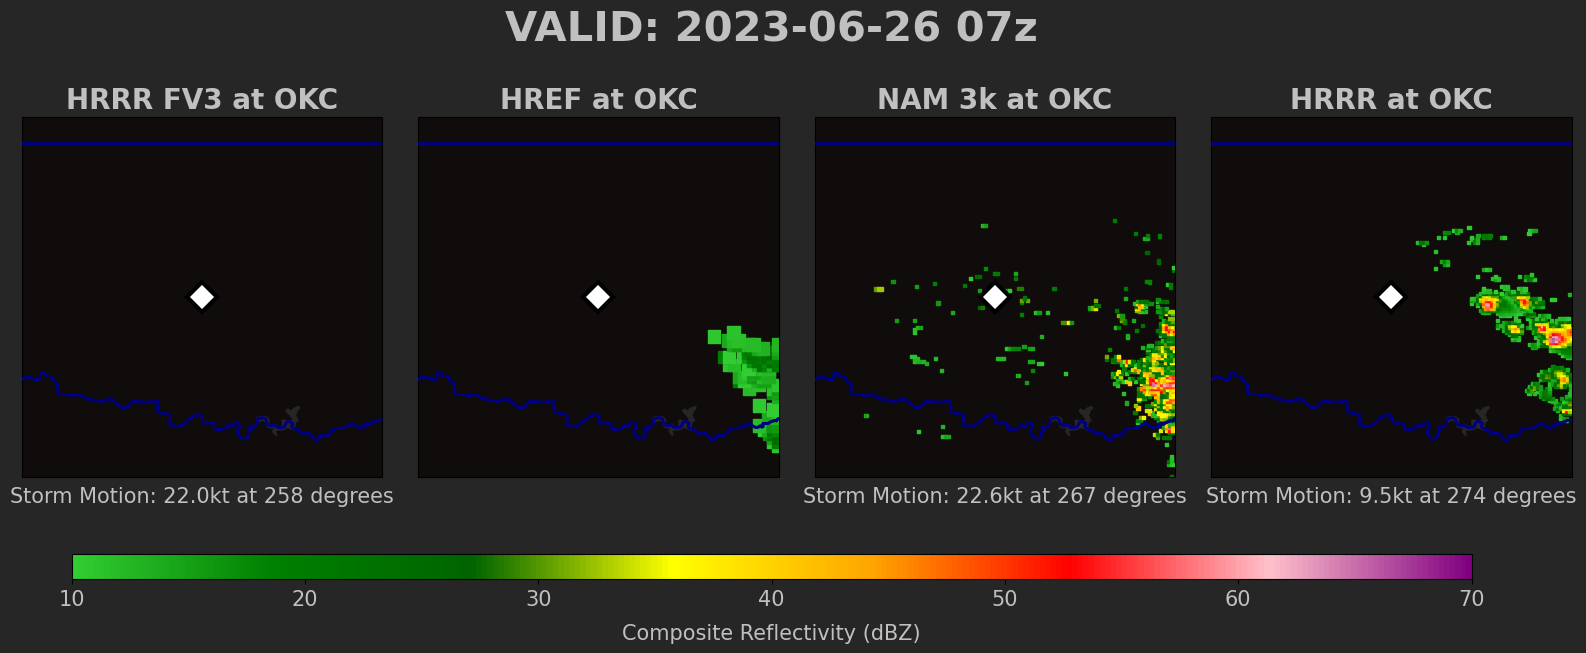 VALID: 2023-06-26 07z
HRRR FV3 at OKC
HREF at OKC
NAM 3k at OKC
HRRR at OKC
Storm Motion: 22.0kt at 258 degrees
Storm Motion: 22.6kt at 267 degrees
Storm Motion: 9.5kt at 274 degrees
10 20 30 40 50 60 70
Composite Reflectivity (dBZ)